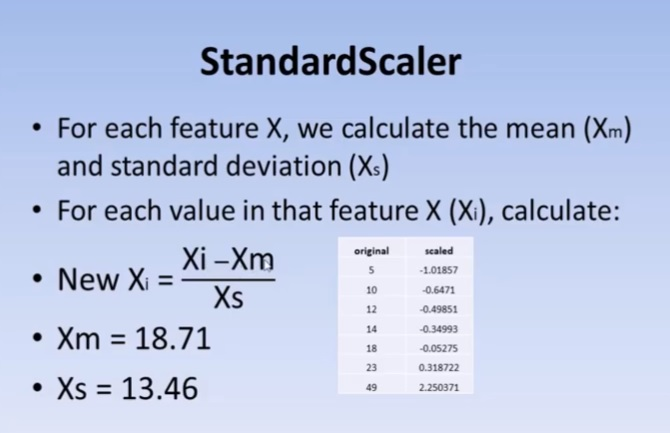 StandardScaler
• For each feature X, we calculate the mean (Xm)
and standard deviation (Xs)
• For each value in that feature X (Xi), calculate:
• New Xi = Xi –Xm / Xs
• Xm = 18.71
• Xs = 13.46
original scaled
5 -1.01857
10 -0.6471
12 -0.49851
14 -0.34993
18 -0.05275
23 0.318722
49 2.250371